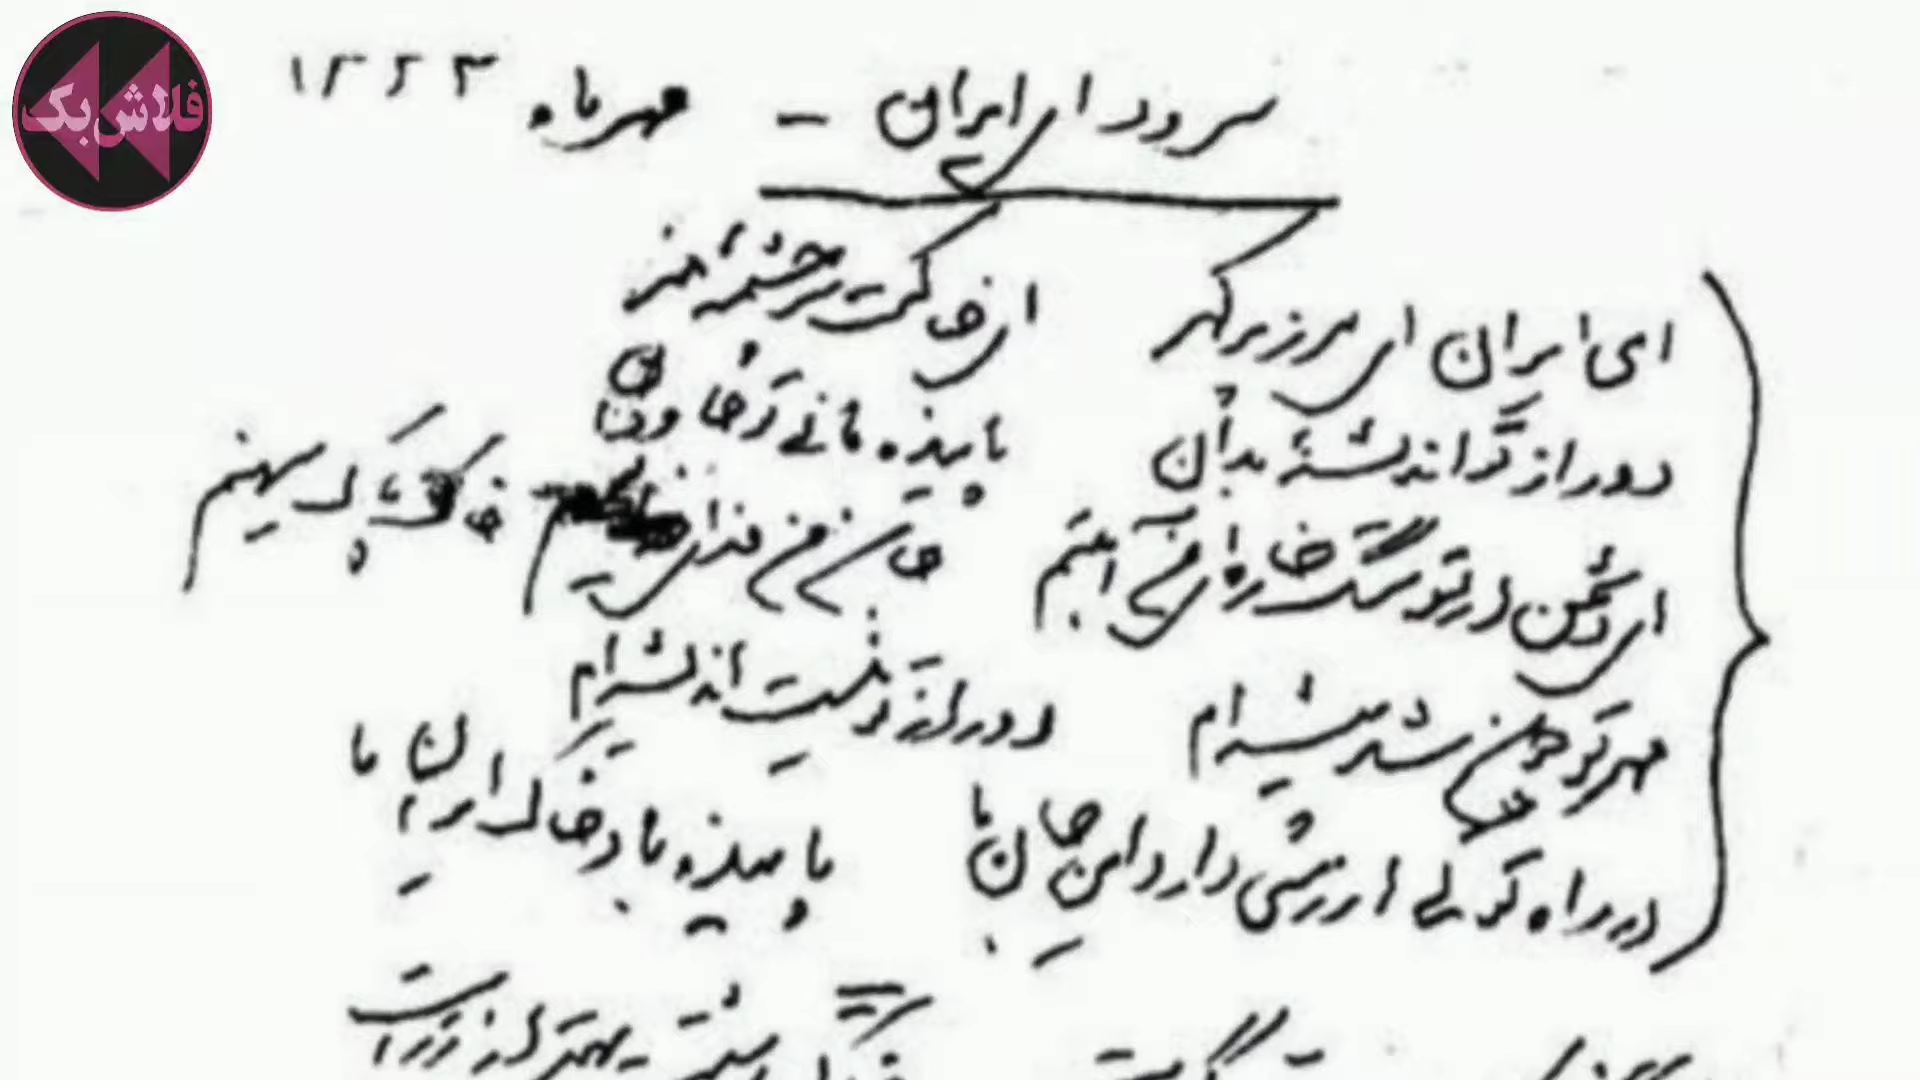 فلاش بک
سرود ای ایران - مهرماه ۱۳۲۳
ای ایران ای مرز پر گهر ای خاکت سرچشمه هنر
دور از تو اندیشهٔ بدان پاینده مانی تو جاودان
ای دشمن ار تو سنگ خاره‌ای من آهنم جان من فدای خاک پاک میهنم
مهر تو چون شد پیشه‌ام دور از تو نیست اندیشه‌ام
در راه تو کی ارزشی دارد این جان ما پاینده باد خاک ایران ما